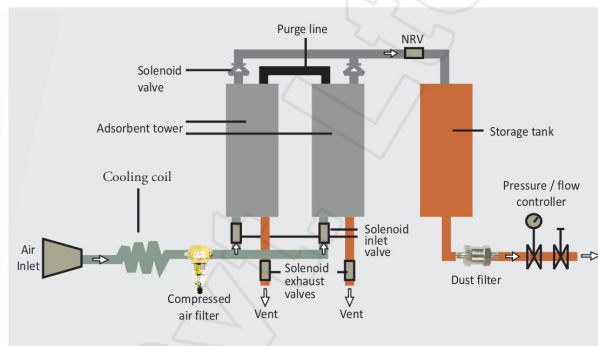 Purge line
NRV
Solenoid
valve
Adsorbent tower
Storage tank
Cooling coil
Pressure / flow
controller
Solenoid
inlet
valve
Air
Inlet
Solenoid
exhaust
valves
Compressed
air filter
Dust filter
Vent
Vent